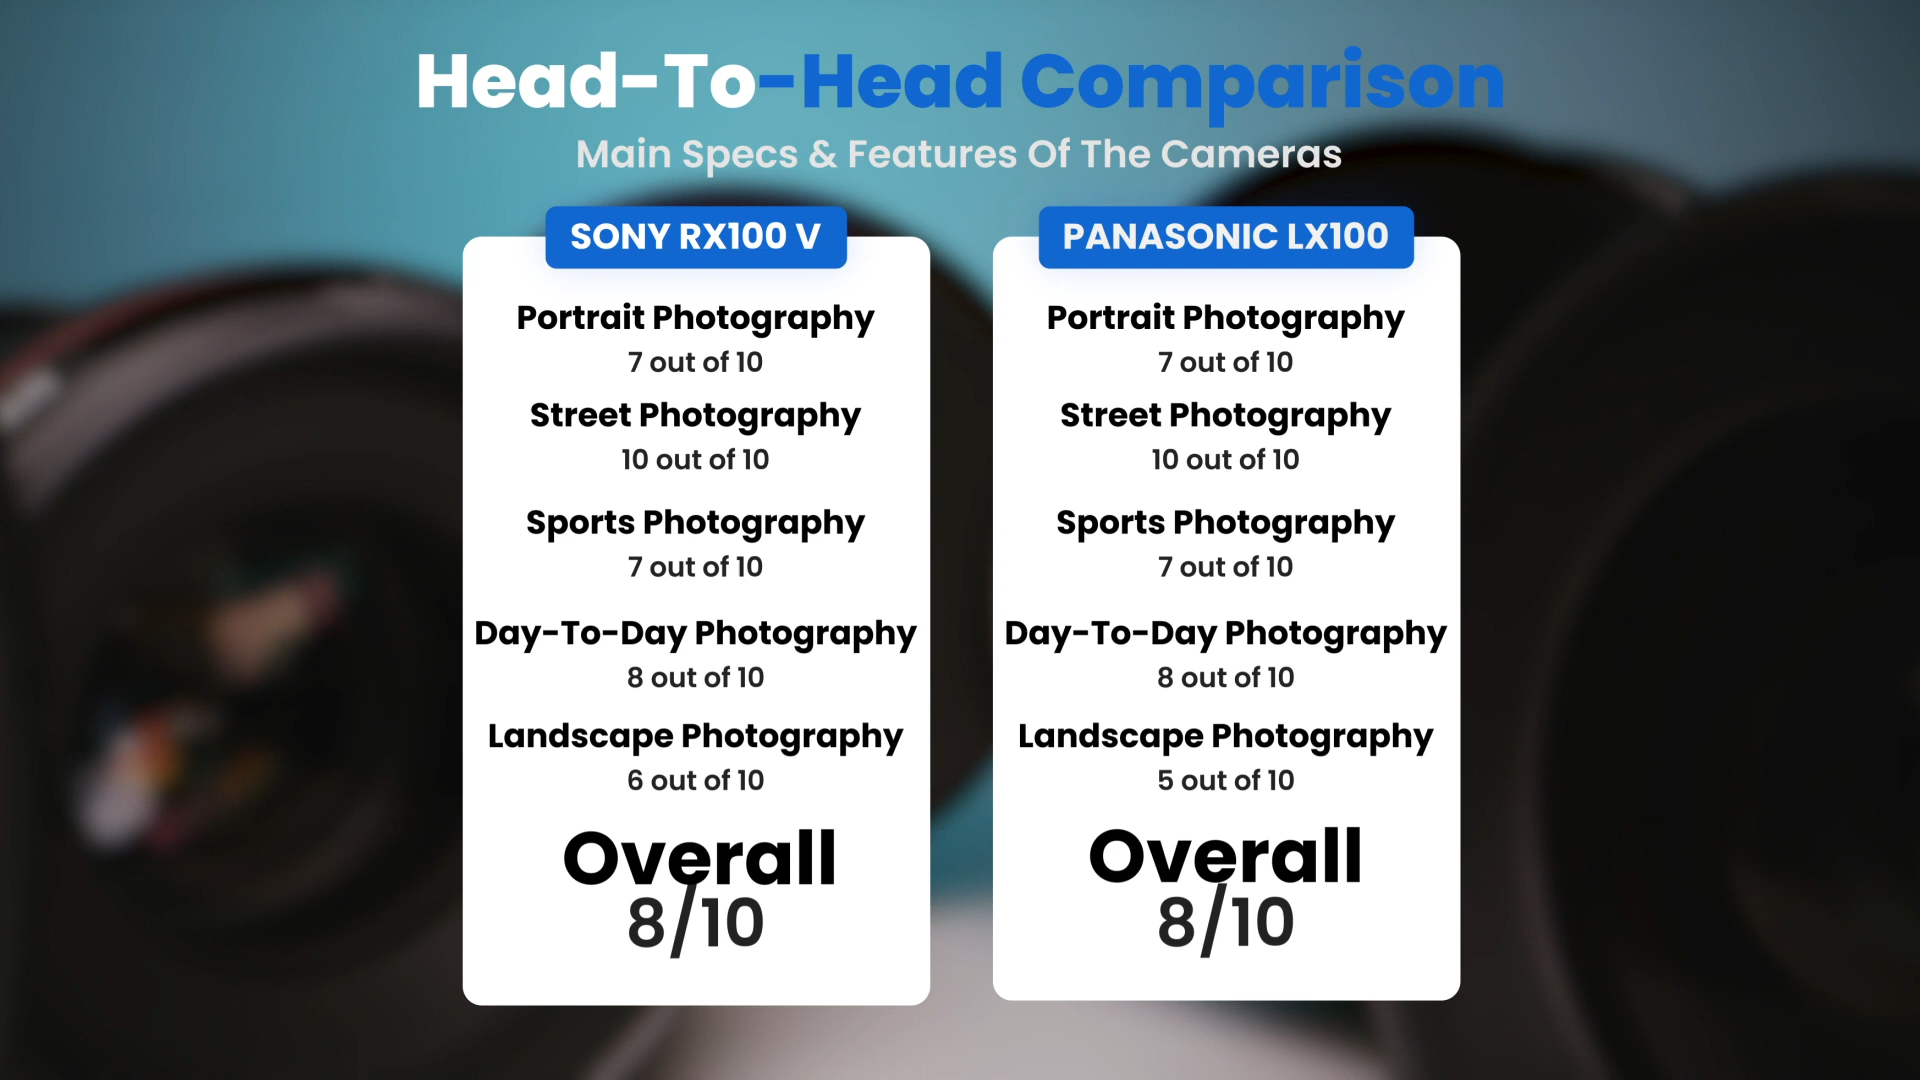 Head-To-Head Comparison
Main Specs & Features Of The Cameras
SONY RX100 V
Portrait Photography
7 out of 10
Street Photography
10 out of 10
Sports Photography
7 out of 10
Day-To-Day Photography
8 out of 10
Landscape Photography
6 out of 10
Overall
8/10
PANASONIC LX100
Portrait Photography
7 out of 10
Street Photography
10 out of 10
Sports Photography
7 out of 10
Day-To-Day Photography
8 out of 10
Landscape Photography
5 out of 10
Overall
8/10